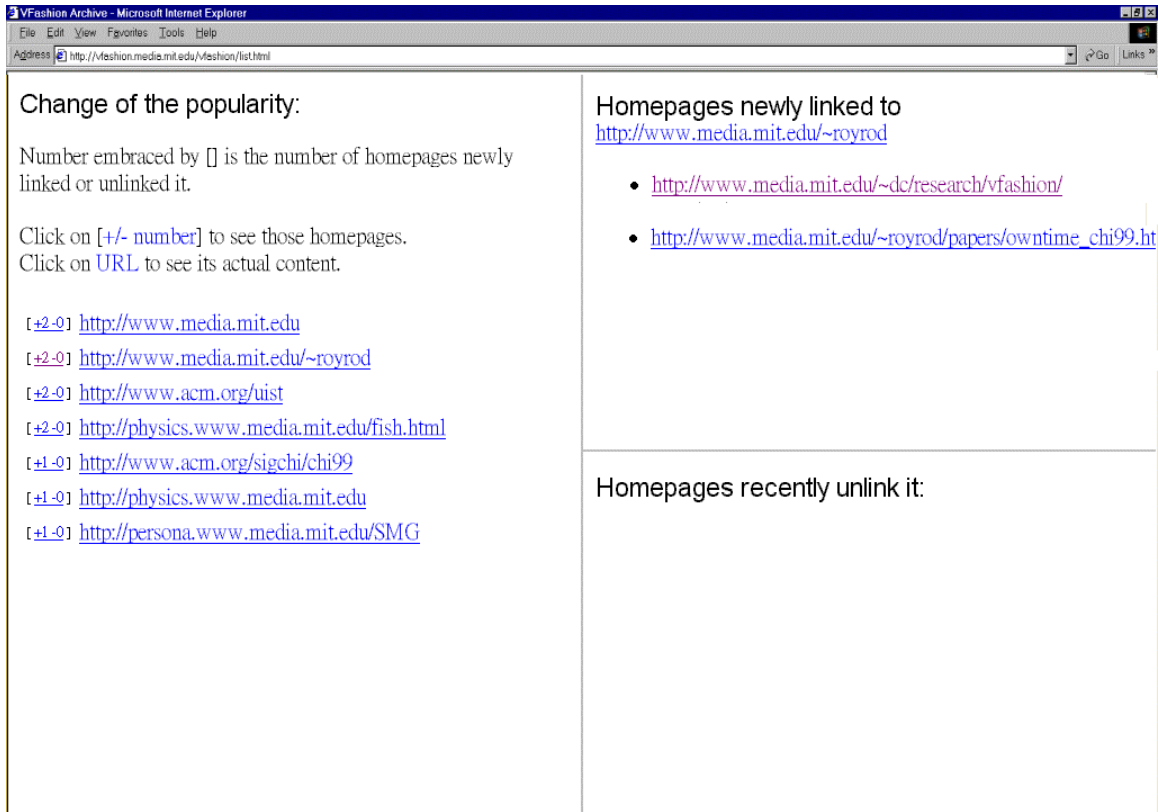 VFashion Archive - Microsoft Internet Explorer
File Edit View Favorites Tools Help
Address http://vfashion.media.mit.edu/vfashion/list.html Go Links »
Change of the popularity:
Number embraced by [] is the number of homepages newly
linked or unlinked it.
Click on [+/- number] to see those homepages.
Click on URL to see its actual content.
[+2-0] http://www.media.mit.edu
[+2-0] http://www.media.mit.edu/~royrod
[+2-0] http://www.acm.org/uist
[+2-0] http://physics.www.media.mit.edu/fish.html
[+1-0] http://www.acm.org/sigchi/chi99
[+1-0] http://physics.www.media.mit.edu
[+1-0] http://persona.www.media.mit.edu/SMG
Homepages newly linked to
http://www.media.mit.edu/~royrod
• http://www.media.mit.edu/~dc/research/vfashion/
• http://www.media.mit.edu/~royrod/papers/owntime_chi99.ht
Homepages recently unlink it: